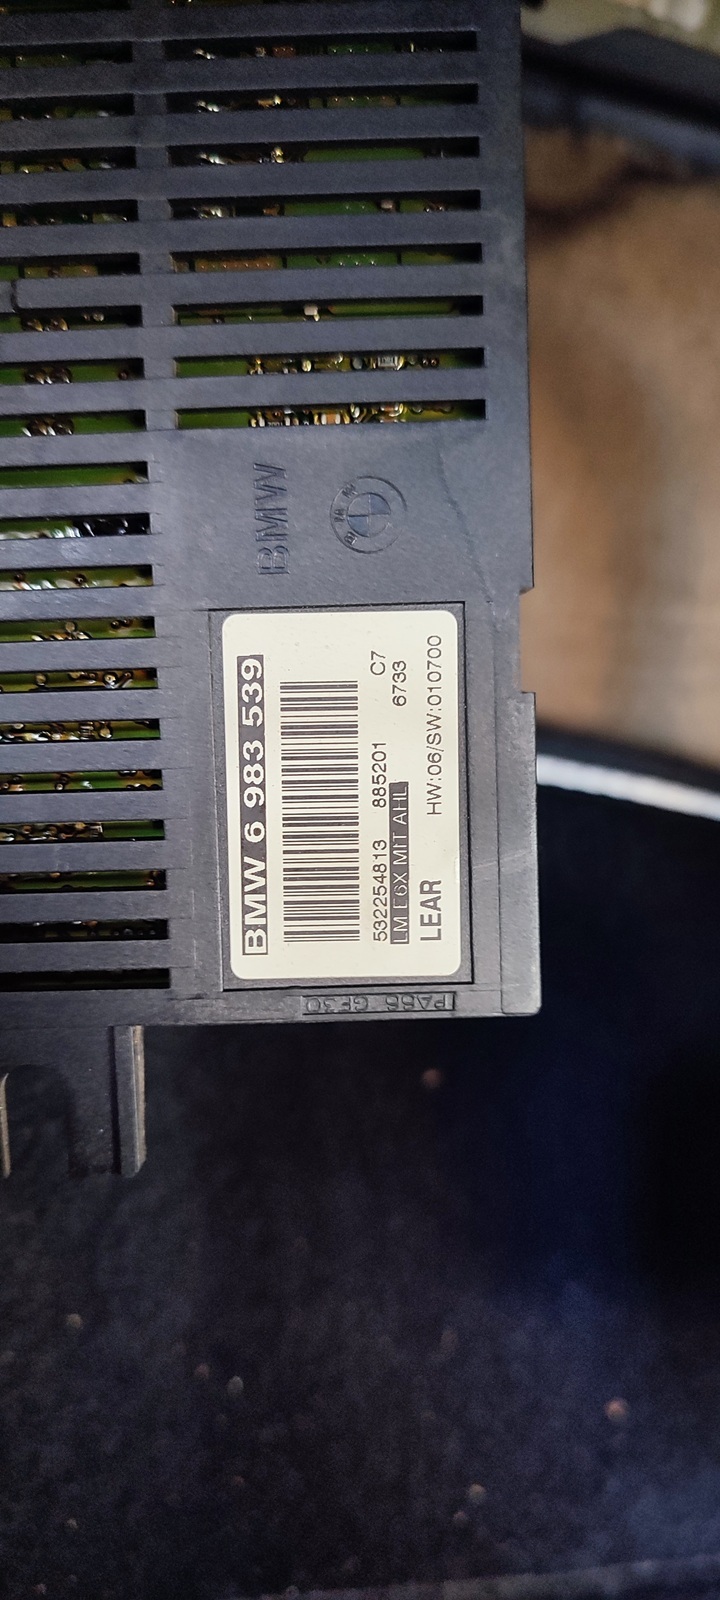 BMW
BMW
BMW 6 983 539
532254813 885201 C7
LM E6X MIT AHL 6733
LEAR HW:06/SW:010700
PA66 GF30